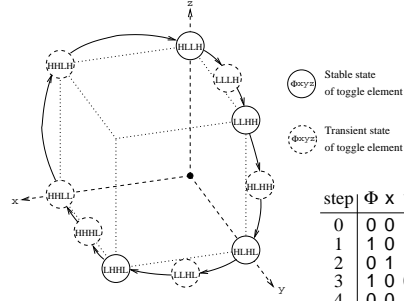 z
HLLH
HHLH
LLLH
Φxyz
Stable state
of toggle element
LLHH
Φxyz
Transient state
of toggle element
x
HHLL
HLHH
HHHL
HLHL
LHHL
LLHL
y
step Φ x
0 0 0
1 1 0
2 0 1
3 1 0
4 0 0